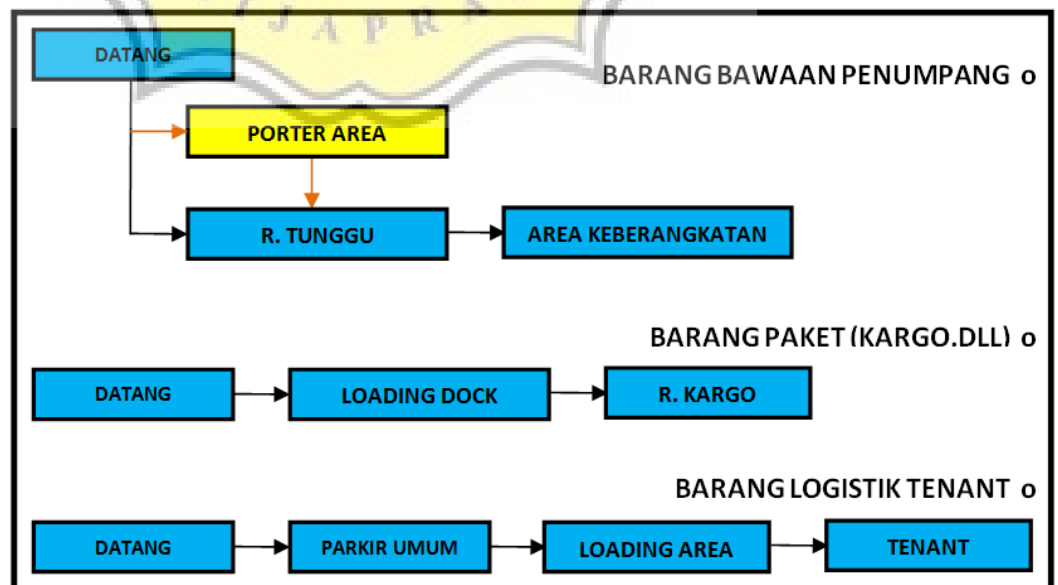 I J A P R A
DATANG
BARANG BAWAAN PENUMPANG o
PORTER AREA
R. TUNGGU
AREA KEBERANGKATAN
BARANG PAKET (KARGO.DLL) o
DATANG
LOADING DOCK
R. KARGO
BARANG LOGISTIK TENANT o
DATANG
PARKIR UMUM
LOADING AREA
TENANT